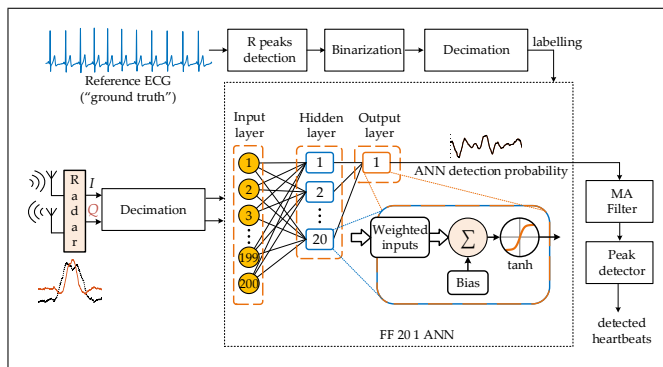 R peaks
detection
Binarization
Decimation
labelling
Reference ECG
("ground truth")
Input
layer
Hidden
layer
Output
layer
R
a
d
a
r
I
Q
Decimation
1
2
3
199
200
1
2
20
1
ANN detection probability
Weighted
inputs
Σ
Bias
tanh
MA
Filter
Peak
detector
detected
heartbeats
FF 20 1 ANN